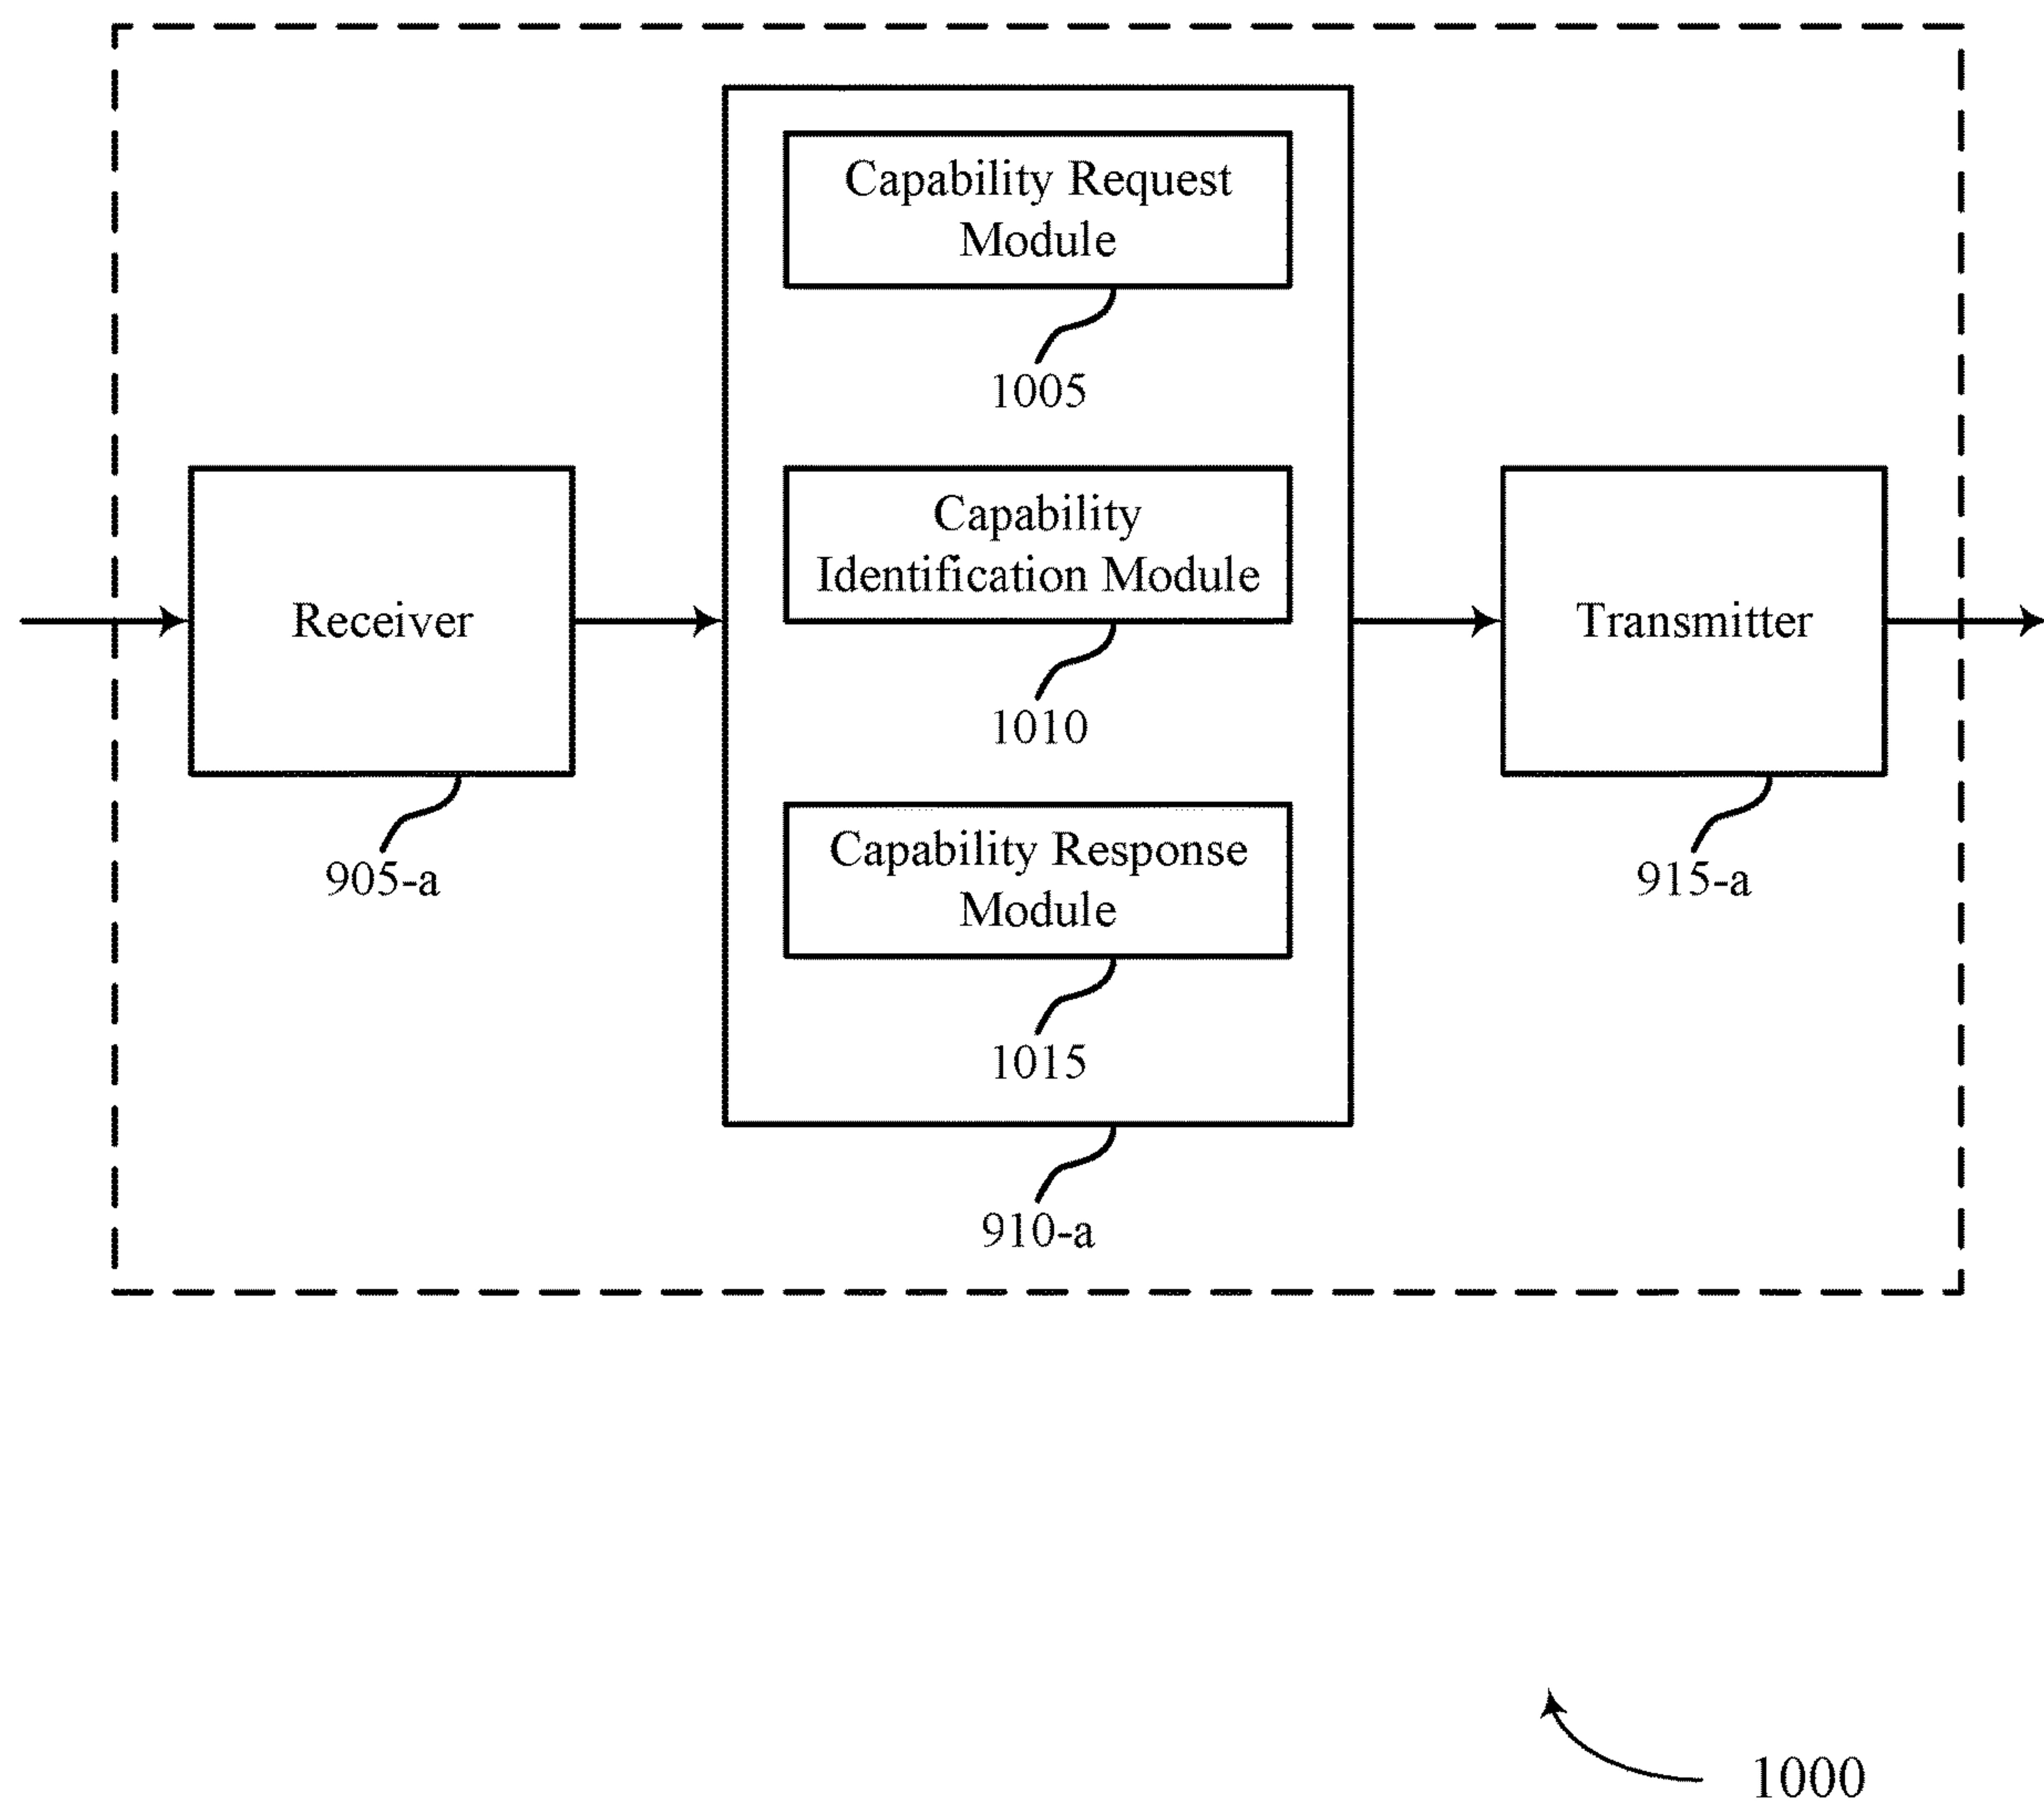 Capability Request
Module
1005
Receiver
905-a
Capability
Identification Module
1010
Capability Response
Module
1015
910-a
Transmitter
915-a
1000